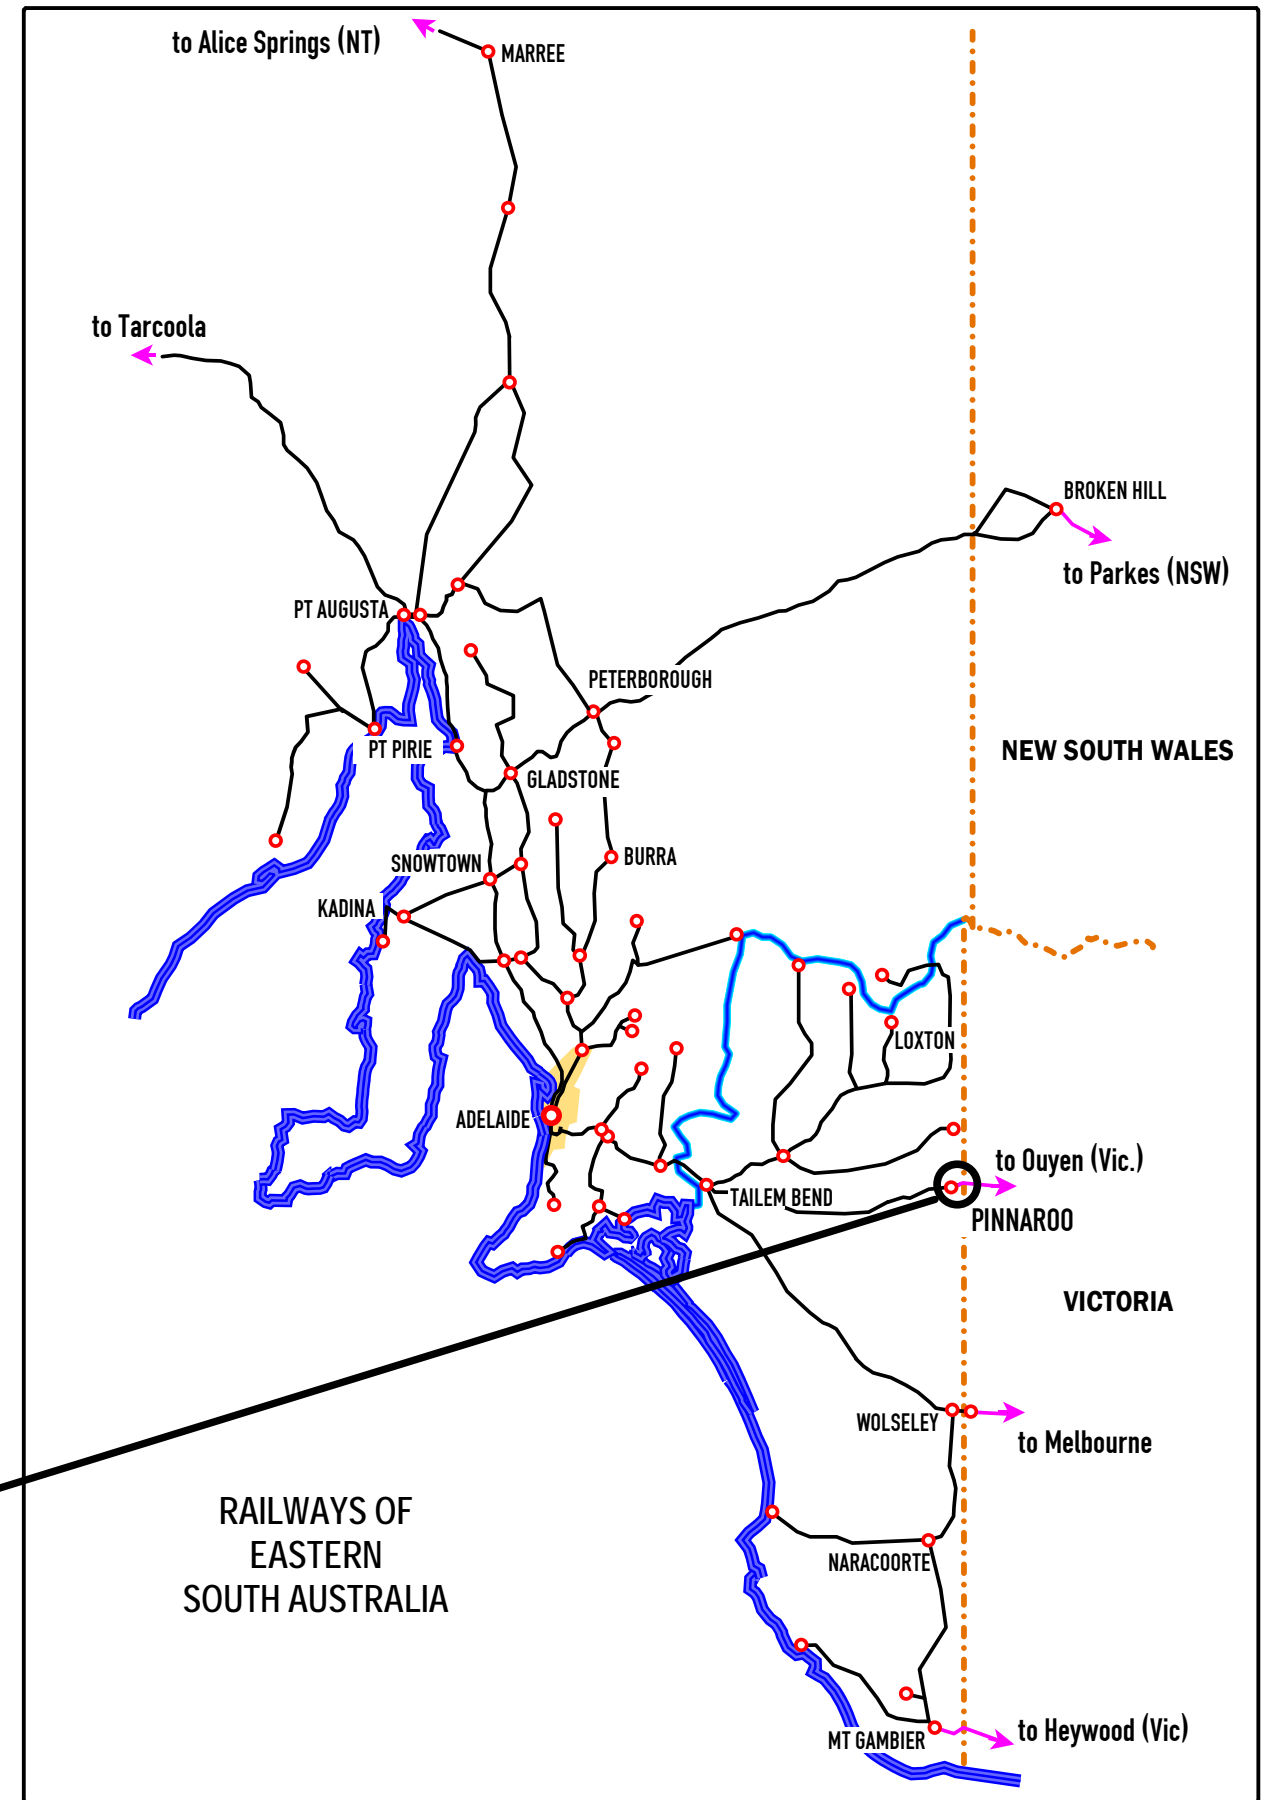 to Alice Springs (NT)
MARREE
to Tarcoola
BROKEN HILL
to Parkes (NSW)
PT AUGUSTA
PETERBOROUGH
PT PIRIE
NEW SOUTH WALES
GLADSTONE
SNOWTOWN
BURRA
KADINA
LOXTON
ADELAIDE
to Ouyen (Vic.)
TAILEM BEND
PINNAROO
VICTORIA
WOLSELEY
to Melbourne
RAILWAYS OF
EASTERN
SOUTH AUSTRALIA
NARACOORTE
MT GAMBIER
to Heywood (Vic)